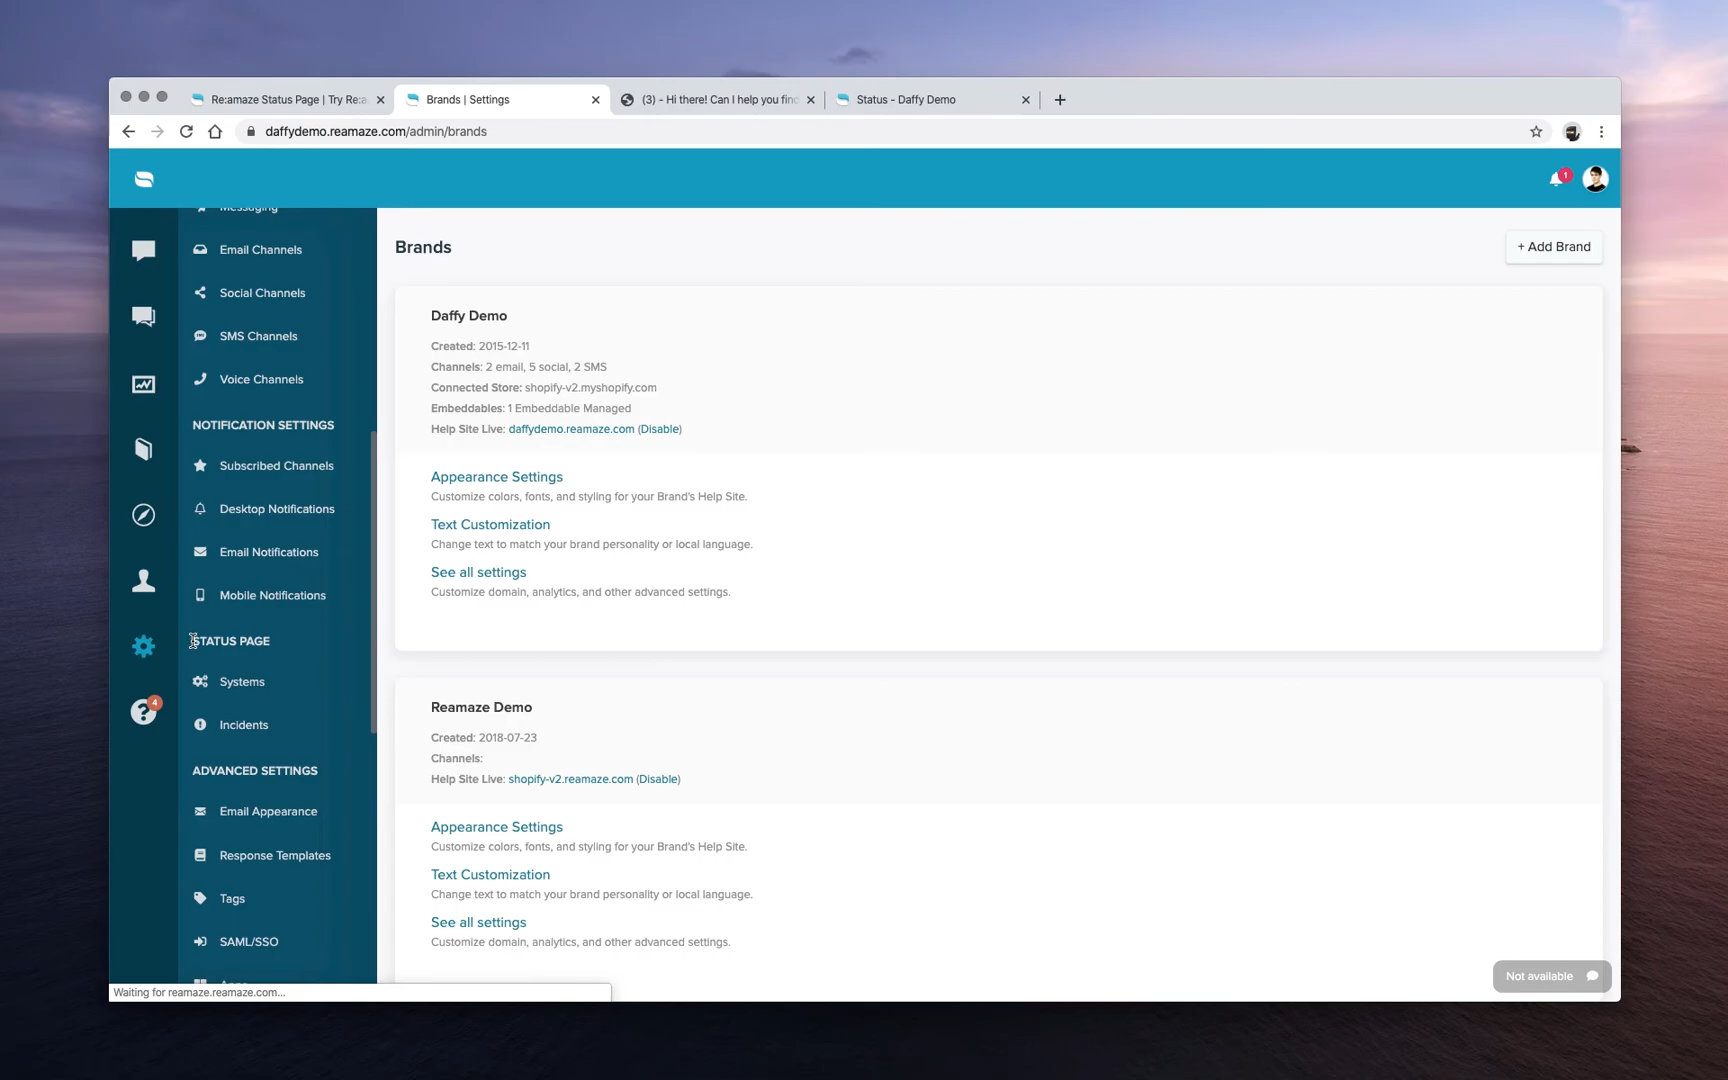 Re:amaze Status Page | Try Re:a
Brands | Settings
(3) - Hi there! Can I help you find
Status - Daffy Demo
daffydemo.reamaze.com/admin/brands
1
Messaging
Email Channels
Social Channels
SMS Channels
Voice Channels
NOTIFICATION SETTINGS
Subscribed Channels
Desktop Notifications
Email Notifications
Mobile Notifications
STATUS PAGE
Systems
Incidents
4
ADVANCED SETTINGS
Email Appearance
Response Templates
Tags
SAML/SSO
Brands
+ Add Brand
Daffy Demo
Created: 2015-12-11
Channels: 2 email, 5 social, 2 SMS
Connected Store: shopify-v2.myshopify.com
Embeddables: 1 Embeddable Managed
Help Site Live: daffydemo.reamaze.com (Disable)
Appearance Settings
Customize colors, fonts, and styling for your Brand's Help Site.
Text Customization
Change text to match your brand personality or local language.
See all settings
Customize domain, analytics, and other advanced settings.
Reamaze Demo
Created: 2018-07-23
Channels:
Help Site Live: shopify-v2.reamaze.com (Disable)
Appearance Settings
Customize colors, fonts, and styling for your Brand's Help Site.
Text Customization
Change text to match your brand personality or local language.
See all settings
Customize domain, analytics, and other advanced settings.
Not available
Waiting for reamaze.reamaze.com...